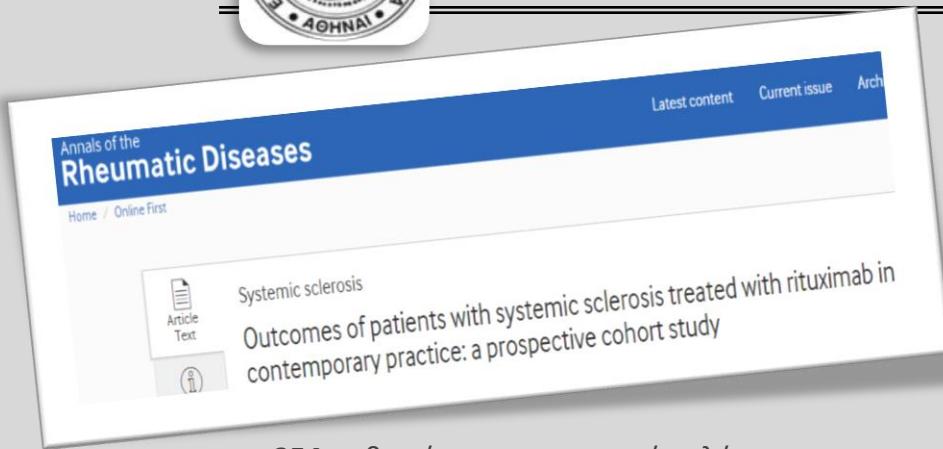 ΑΘΗΝΑΙ
Annals of the
Rheumatic Diseases
Latest content Current issue
Home / Online First
Article
Text
Systemic sclerosis
Outcomes of patients with systemic sclerosis treated with rituximab in
contemporary practice: a prospective cohort study